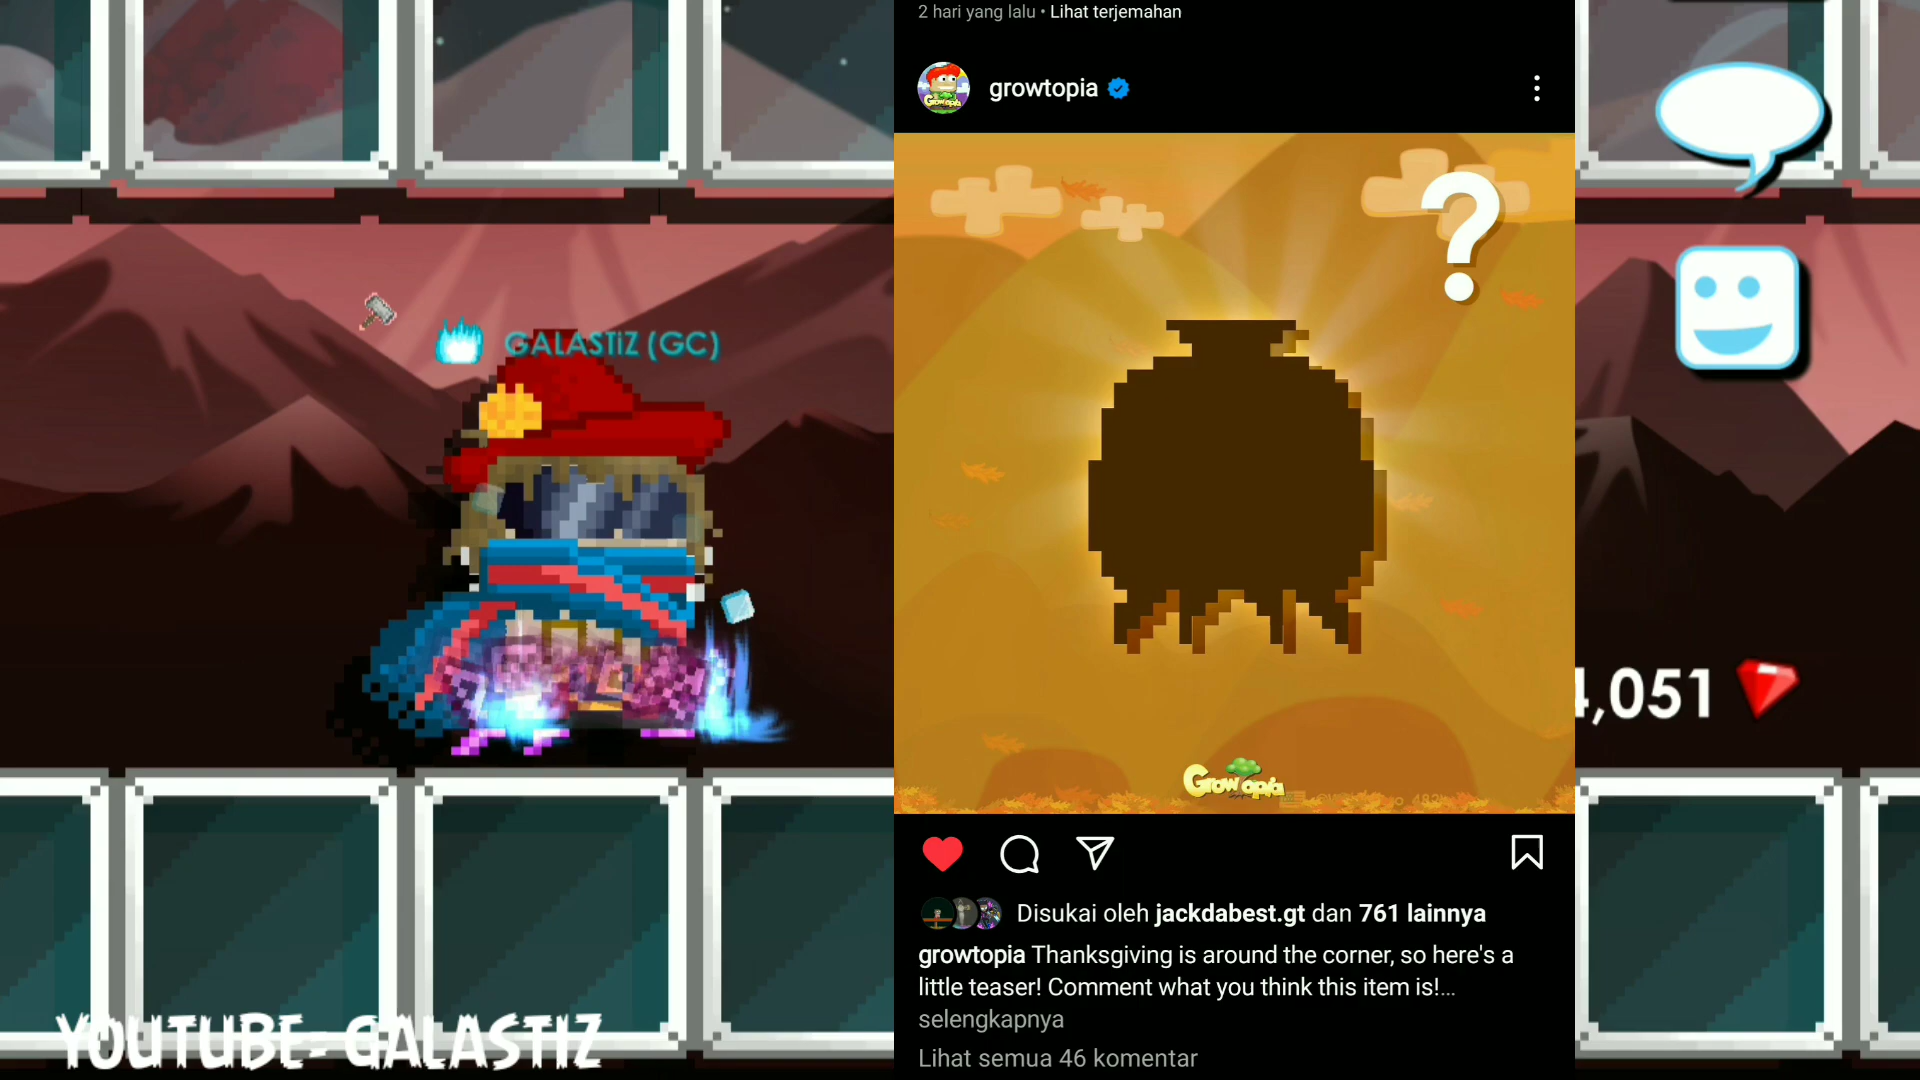 2 hari yang lalu • Lihat terjemahan
growtopia
?
GALASTiZ (GC)
4,051
Growtopia
Disukai oleh jackdabest.gt dan 761 lainnya
growtopia Thanksgiving is around the corner, so here's a
little teaser! Comment what you think this item is!...
selengkapnya
Lihat semua 46 komentar
YOUTUBE= GALASTIZ